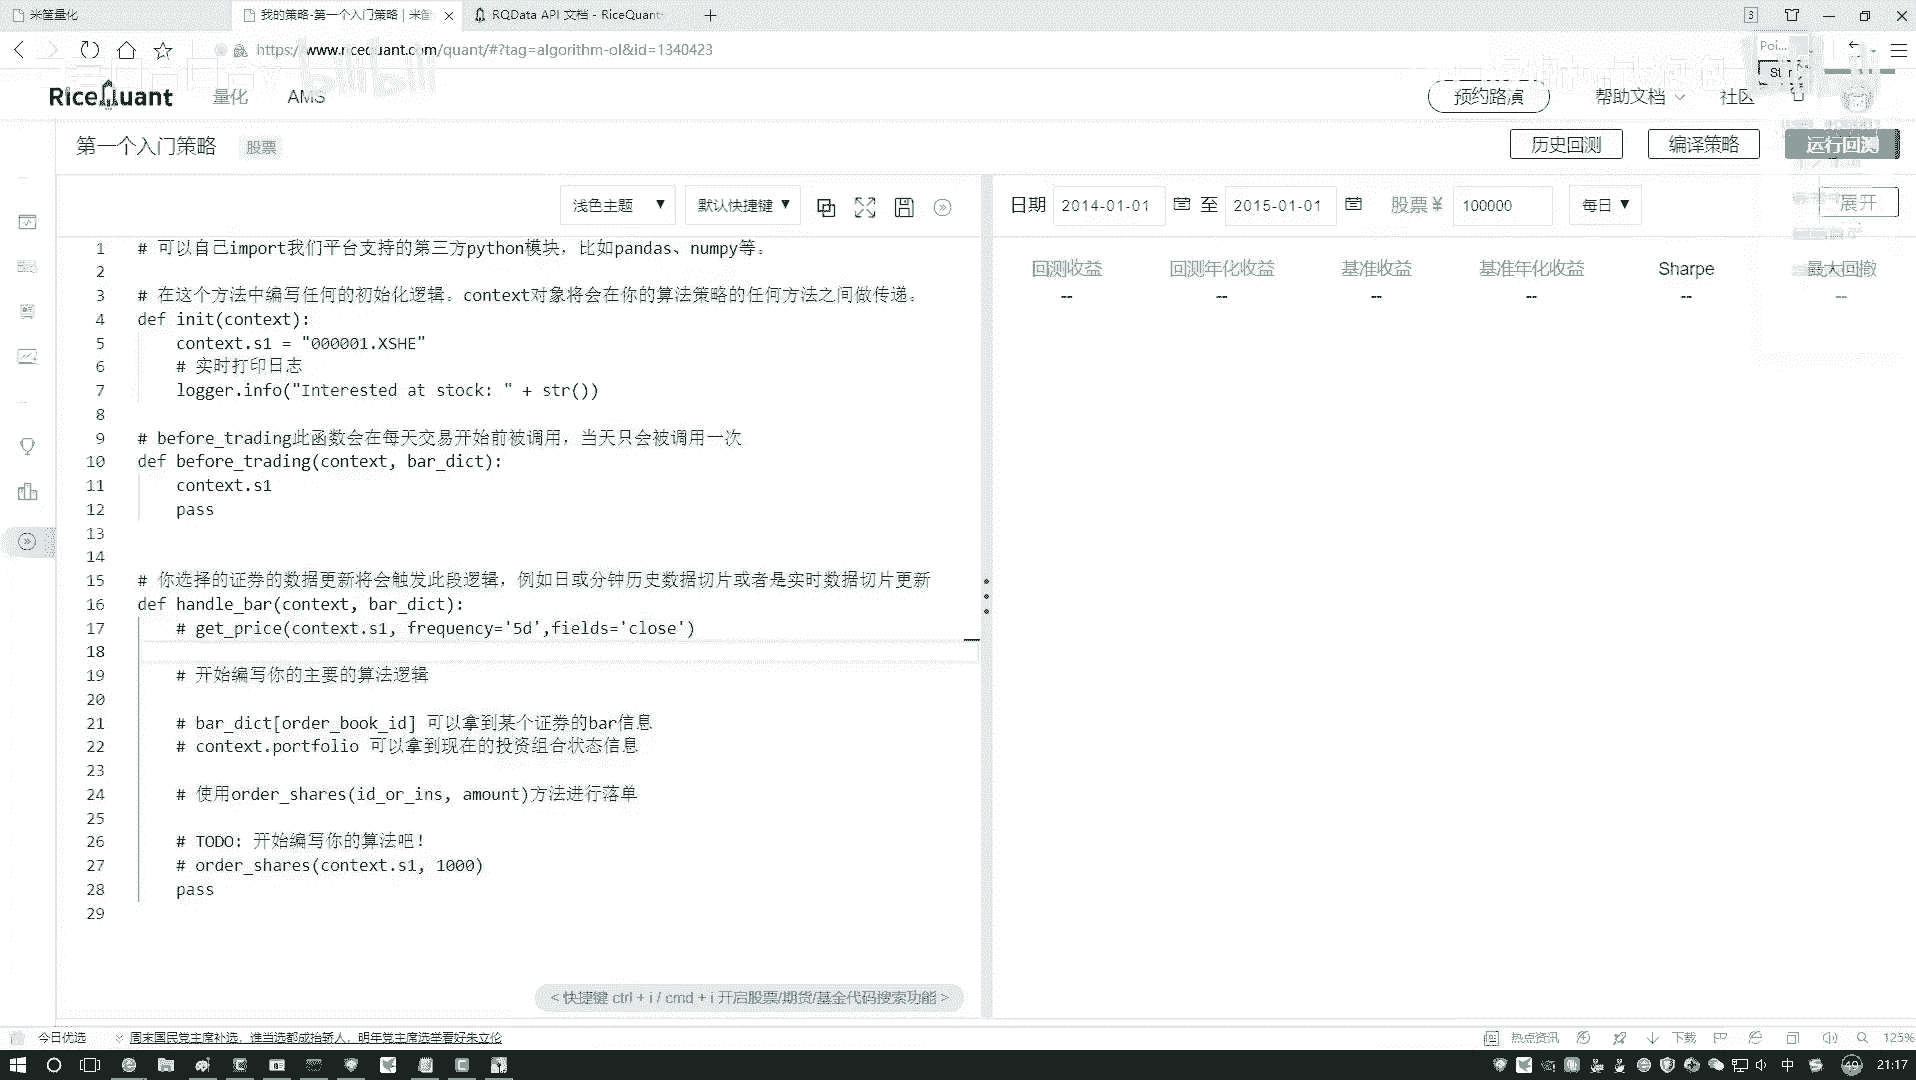 米筐量化
我的策略-第一个入门策略 | 米筐
RQData API 文档 - RiceQuant
3
https://www.ricequant.com/quant/#?tag=algorithm-ol&id=1340423
Poi...
RiceQuant
量化
AMS
预约路演
帮助文档
社区
第一个入门策略
股票
历史回测
编译策略
运行回测
浅色主题
默认快捷键
日期
2014-01-01
至
2015-01-01
股票 ¥
100000
每日
展开
回测收益
回测年化收益
基准收益
基准年化收益
Sharpe
最大回撤
--
--
--
--
--
--
1 # 可以自己import我们平台支持的第三方python模块，比如pandas、numpy等。
2
3 # 在这个方法中编写任何的初始化逻辑。context对象将会在你的算法策略的任何方法之间做传递。
4 def init(context):
5 context.s1 = "000001.XSHE"
6 # 实时打印日志
7 logger.info("Interested at stock: " + str())
8
9 # before_trading此函数会在每天交易开始前被调用，当天只会被调用一次
10 def before_trading(context, bar_dict):
11 context.s1
12 pass
13
14
15 # 你选择的证券的数据更新将会触发此段逻辑，例如日或分钟历史数据切片或者是实时数据切片更新
16 def handle_bar(context, bar_dict):
17 # get_price(context.s1, frequency='5d',fields='close')
18
19 # 开始编写你的主要的算法逻辑
20
21 # bar_dict[order_book_id] 可以拿到某个证券的bar信息
22 # context.portfolio 可以拿到现在的投资组合状态信息
23
24 # 使用order_shares(id_or_ins, amount)方法进行落单
25
26 # TODO: 开始编写你的算法吧!
27 # order_shares(context.s1, 1000)
28 pass
29
< 快捷键 ctrl + i / cmd + i 开启股票/期货/基金代码搜索功能 >
今日优选
周末国民党主席补选，谁当选都成抬轿人，明年党主席选举看好朱立伦
热点资讯
下载
125%
中
49
21:17